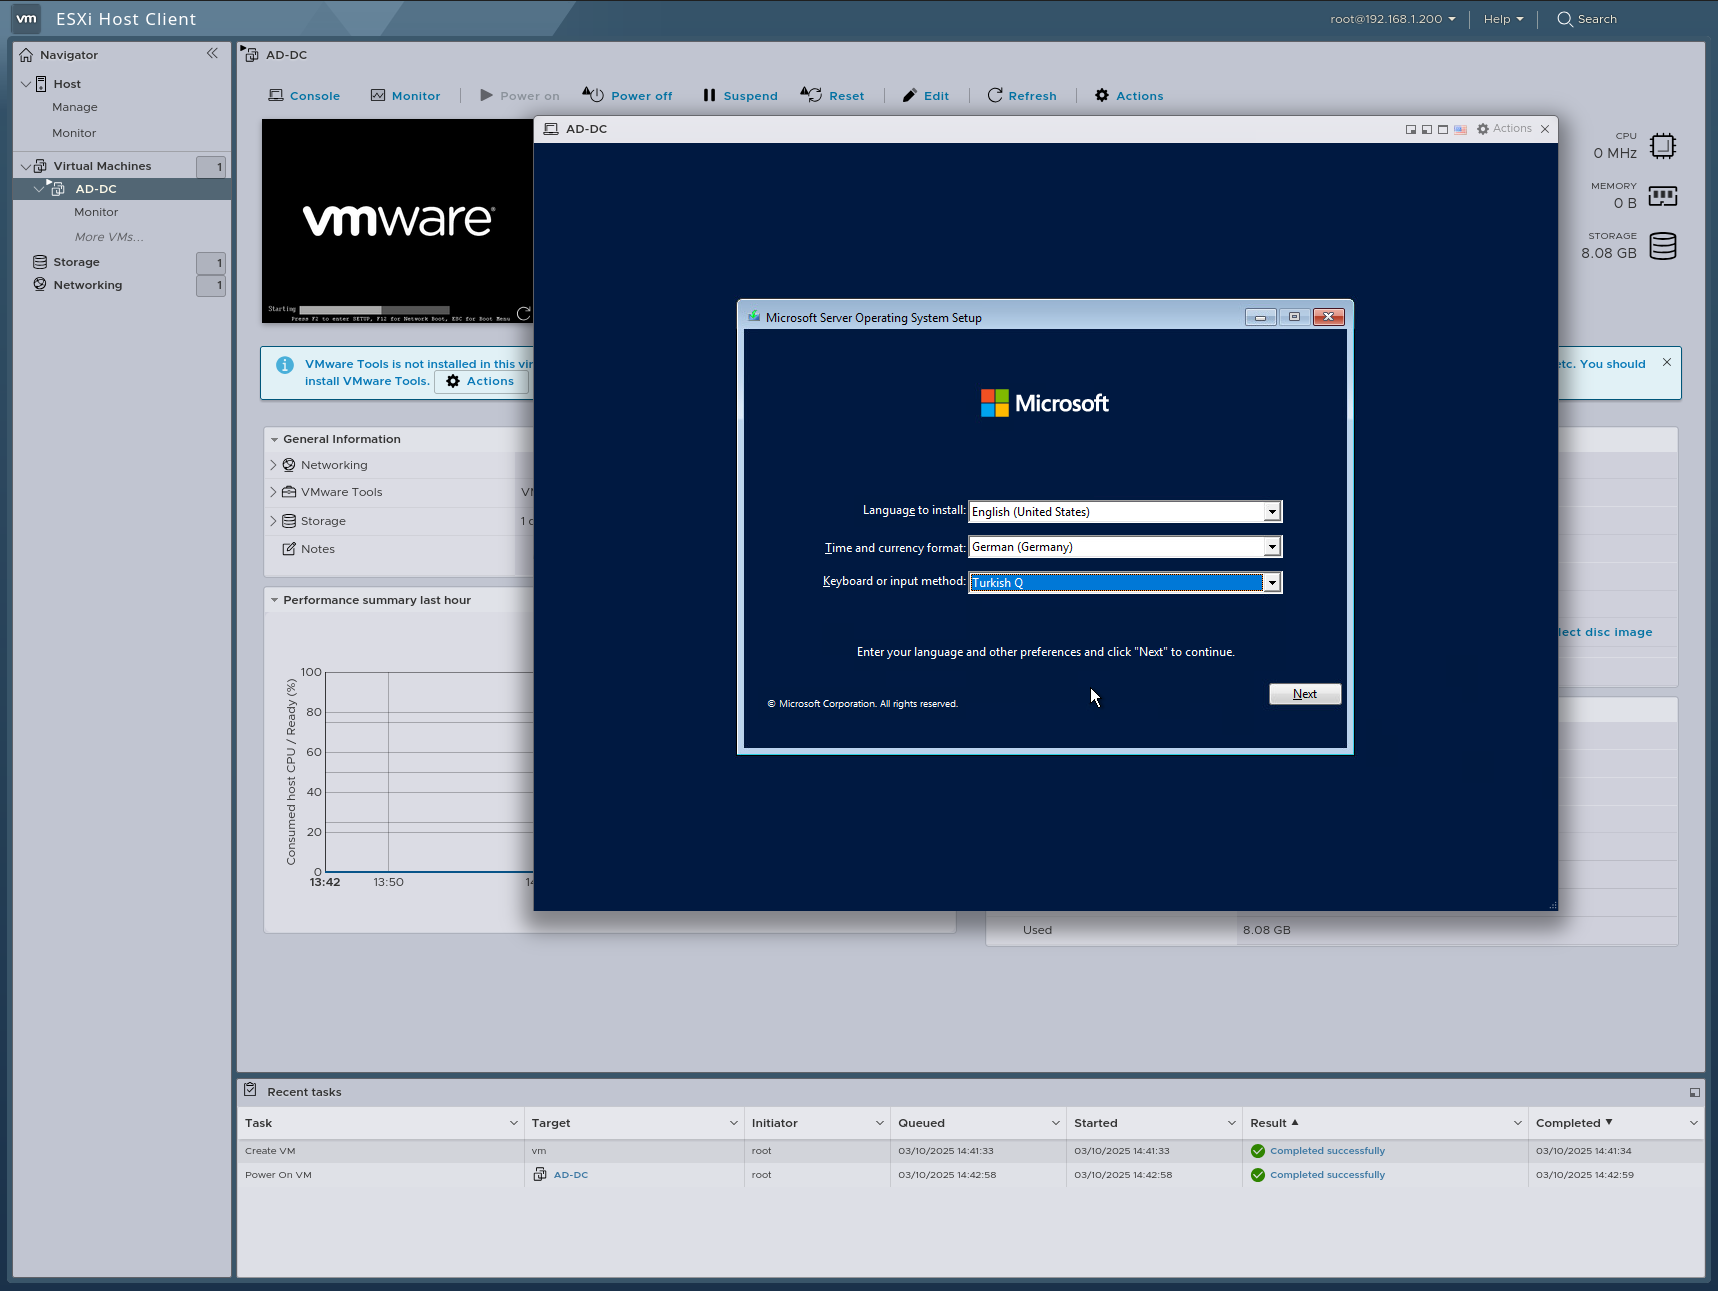 vm ESXi Host Client root@192.168.1.200 Help Search
Navigator
Host
Manage
Monitor
Virtual Machines 1
AD-DC
Monitor
More VMs...
Storage 1
Networking 1
AD-DC
Console Monitor Power on Power off Suspend Reset Edit Refresh Actions
vmware
Starting
Press F2 to enter SETUP, F12 for Network Boot, ESC for Boot Menu
CPU
0 MHz
MEMORY
0 B
STORAGE
8.08 GB
VMware Tools is not installed in this
etc. You should
install VMware Tools. Actions
General Information
Networking
VMware Tools
Storage 1
Notes
Performance summary last hour
Consumed host CPU / Ready (%)
100
80
60
40
20
0
13:42 13:50
disc image
Used 8.08 GB
AD-DC Actions
Microsoft Server Operating System Setup
Microsoft
Language to install: English (United States)
Time and currency format: German (Germany)
Keyboard or input method: Turkish Q
Enter your language and other preferences and click "Next" to continue.
Next
© Microsoft Corporation. All rights reserved.
Recent tasks
Task Target Initiator Queued Started Result Completed
Create VM vm root 03/10/2025 14:41:33 03/10/2025 14:41:33 Completed successfully 03/10/2025 14:41:34
Power On VM AD-DC root 03/10/2025 14:42:58 03/10/2025 14:42:58 Completed successfully 03/10/2025 14:42:59